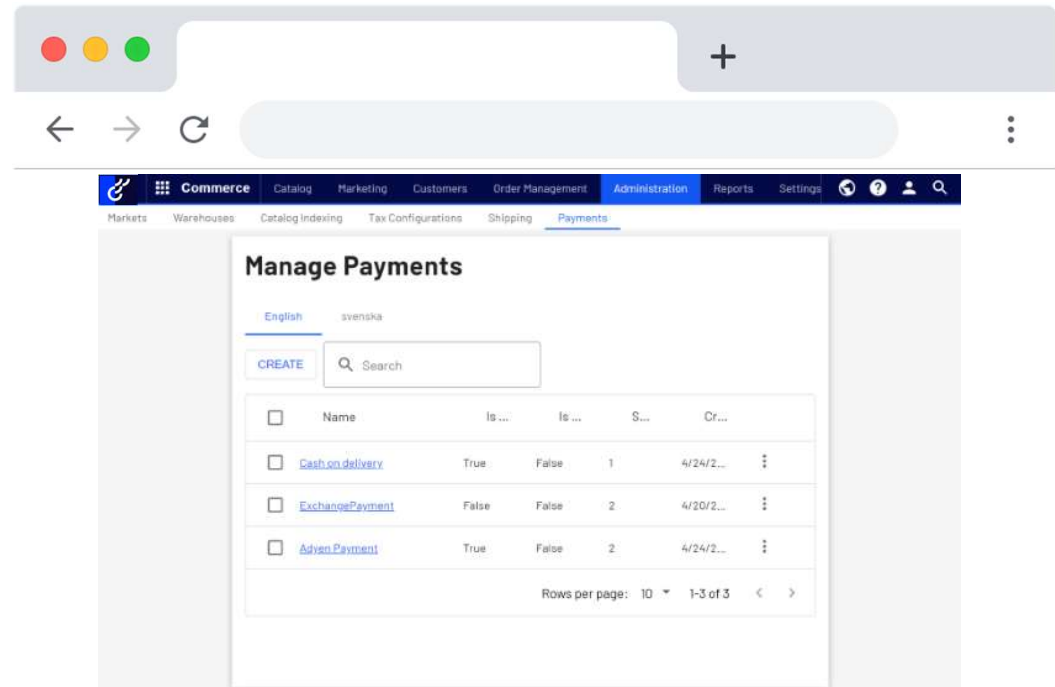 Commerce Catalog Marketing Customers Order Management Administration Reports Settings
Markets Warehouses Catalog Indexing Tax Configurations Shipping Payments
Manage Payments
English svenska
CREATE Search
Name Is ... Is ... S... Cr...
Cash on delivery True False 1 4/24/2...
ExchangePayment False False 2 4/20/2...
Adyen Payment True False 2 4/24/2...
Rows per page: 10 1-3 of 3